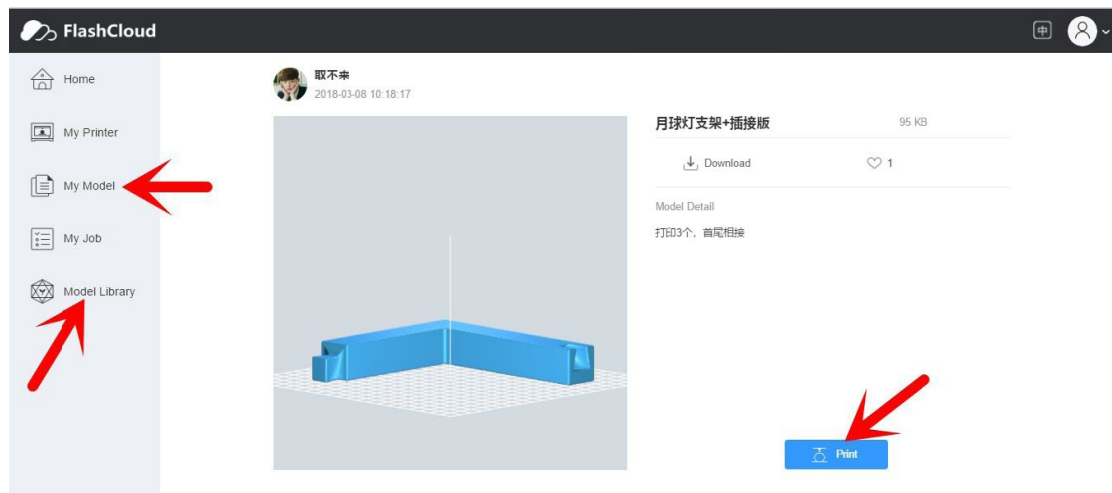 FlashCloud
中
Home
My Printer
My Model
My Job
Model Library
取不来
2018-03-08 10:18:17
月球灯支架+插接版
95 KB
Download
1
Model Detail
打印3个，首尾相接
Print